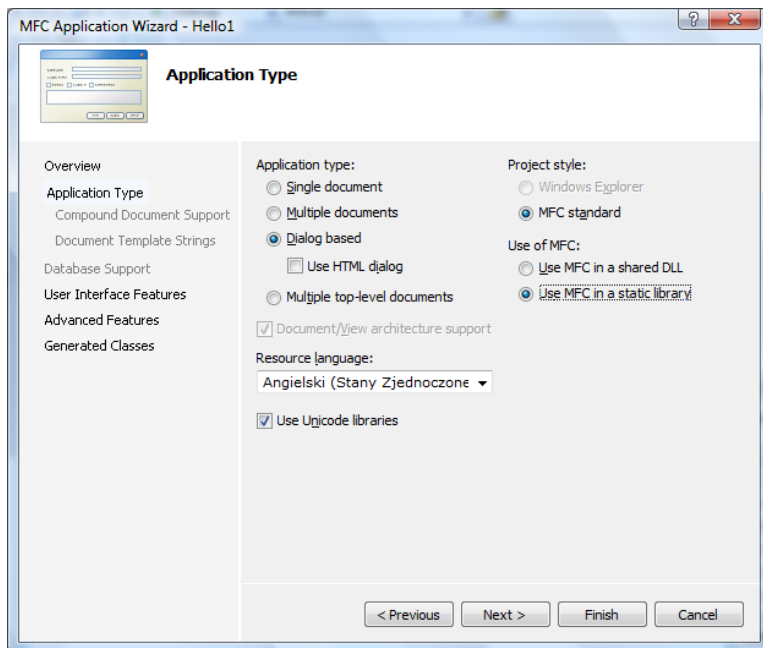 MFC Application Wizard - Hello1
Application Type
Overview
Application Type
Compound Document Support
Document Template Strings
Database Support
User Interface Features
Advanced Features
Generated Classes
Application type:
Single document
Multiple documents
Dialog based
Use HTML dialog
Multiple top-level documents
Document/View architecture support
Resource language:
Angielski (Stany Zjednoczone
Use Unicode libraries
Project style:
Windows Explorer
MFC standard
Use of MFC:
Use MFC in a shared DLL
Use MFC in a static library
< Previous
Next >
Finish
Cancel